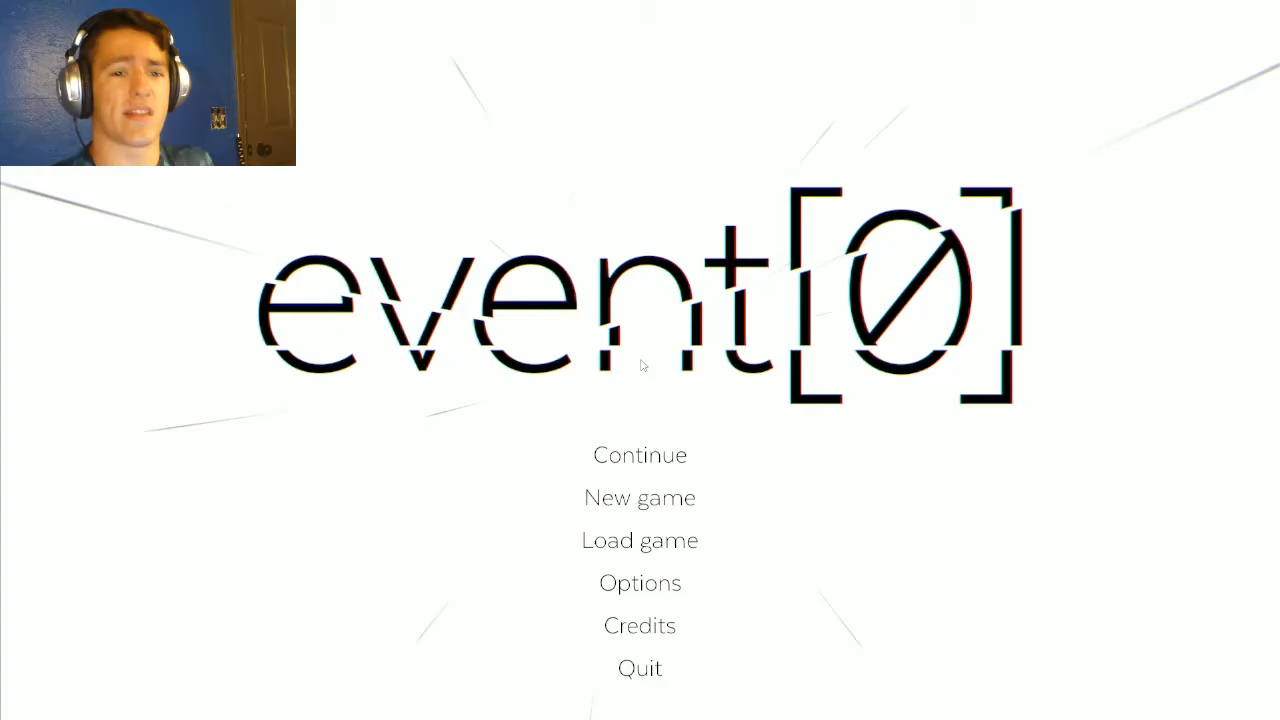 event[0]
Continue
New game
Load game
Options
Credits
Quit